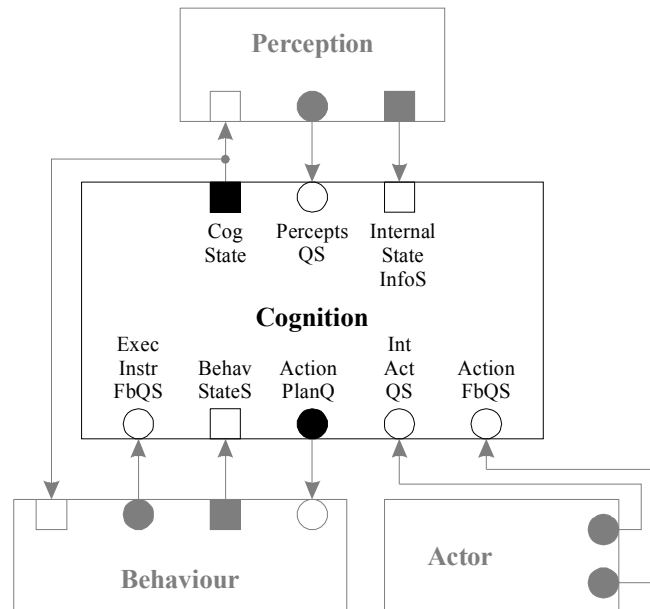 Perception
Cog
State
Percepts
QS
Internal
State
InfoS
Cognition
Exec
Instr
FbQS
Behav
StateS
Action
PlanQ
Int
Act
QS
Action
FbQS
Behaviour
Actor